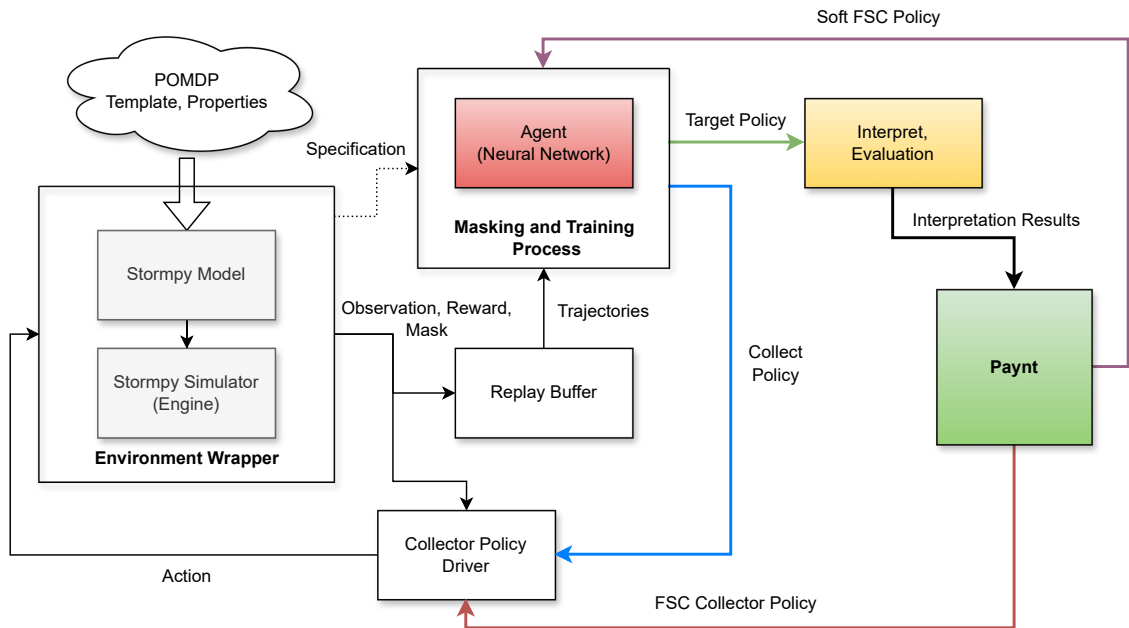 Soft FSC Policy
POMDP
Template, Properties
Agent
(Neural Network)
Target Policy
Interpret,
Evaluation
Specification
Masking and Training
Process
Interpretation Results
Stormpy Model
Observation, Reward,
Mask
Trajectories
Collect
Policy
Paynt
Stormpy Simulator
(Engine)
Replay Buffer
Environment Wrapper
Collector Policy
Driver
Action
FSC Collector Policy